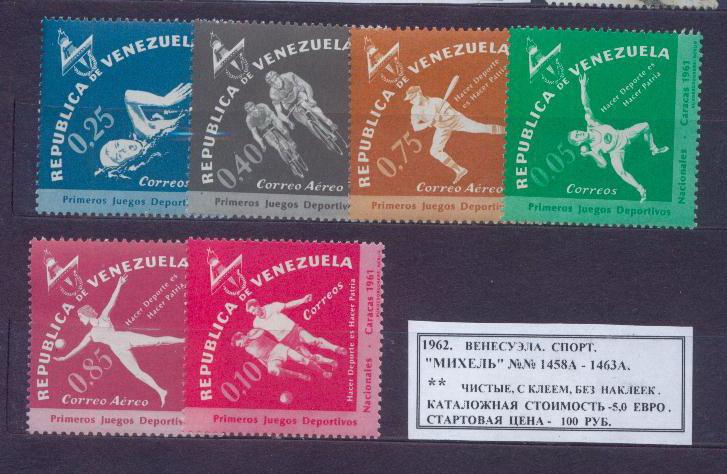 REPUBLICA DE VENEZUELA
0,25
Correos
Primeros Juegos Deport
REPUBLICA DE VENEZUELA
0,40
Correo Aéreo
Primeros Juegos Deportivos
REPUBLICA DE VENEZUELA
Hacer Deporte es
Hacer Patria
0,75
Correo Aéreo
Primeros Juegos Deportivos
REPUBLICA DE VENEZUELA
Hacer Deporte es
Hacer Patria
0,05
Correos
Primeros Juegos Deportivos
Nacionales - Caracas 1961
REPUBLICA DE VENEZUELA
Hacer Deporte es
Hacer Patria
0,85
Correo Aéreo
Primeros Juegos Deportivos
REPUBLICA DE VENEZUELA
Correos
0,10
Hacer Deporte es Hacer Patria
Primeros Juegos Deportivos
Nacionales - Caracas 1961
1962. ВЕНЕСУЭЛА. СПОРТ.
"МИХЕЛЬ" №№ 1458А - 1463А.
** ЧИСТЫЕ, С КЛЕЕМ, БЕЗ НАКЛЕЕК.
КАТАЛОЖНАЯ СТОИМОСТЬ -5,0 ЕВРО.
СТАРТОВАЯ ЦЕНА - 100 РУБ.